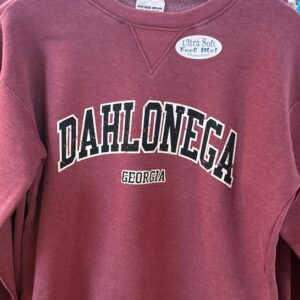 Ultra Soft
Feel Me!
DAHLONEGA
GEORGIA